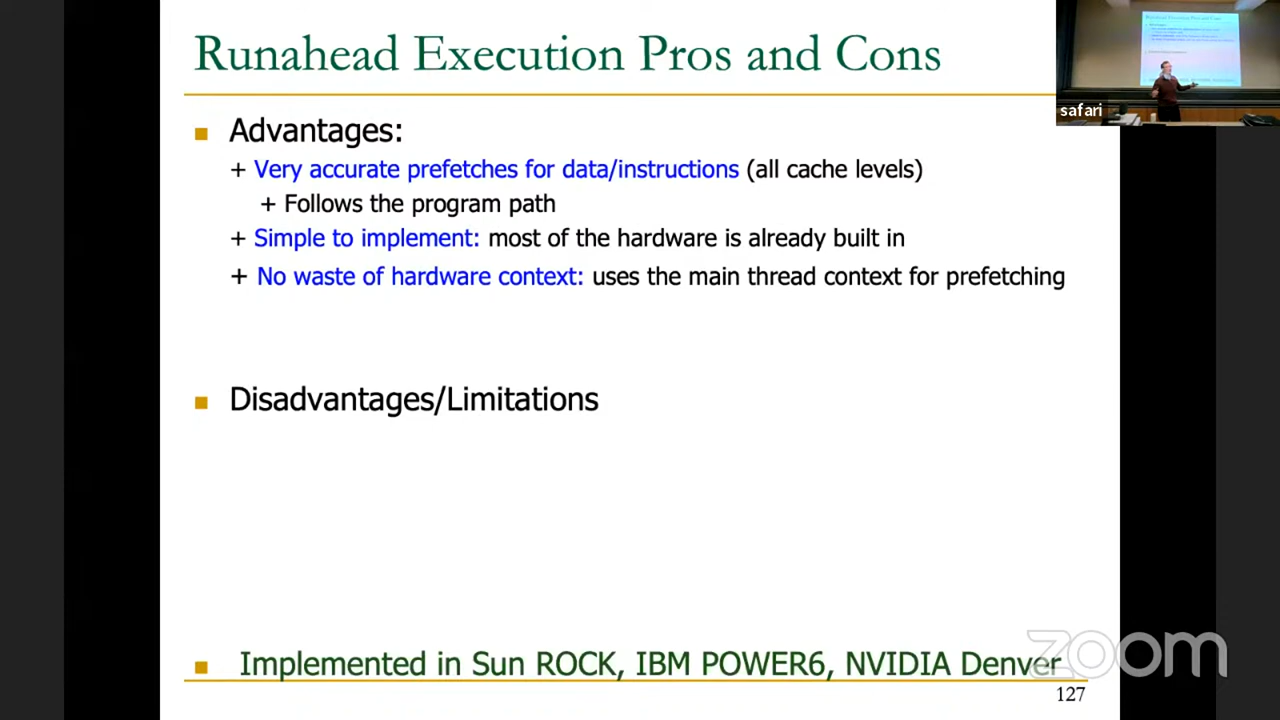 Runahead Execution Pros and Cons
safari
Advantages:
+ Very accurate prefetches for data/instructions (all cache levels)
+ Follows the program path
+ Simple to implement: most of the hardware is already built in
+ No waste of hardware context: uses the main thread context for prefetching
Disadvantages/Limitations
Implemented in Sun ROCK, IBM POWER6, NVIDIA Denver
zoom
127